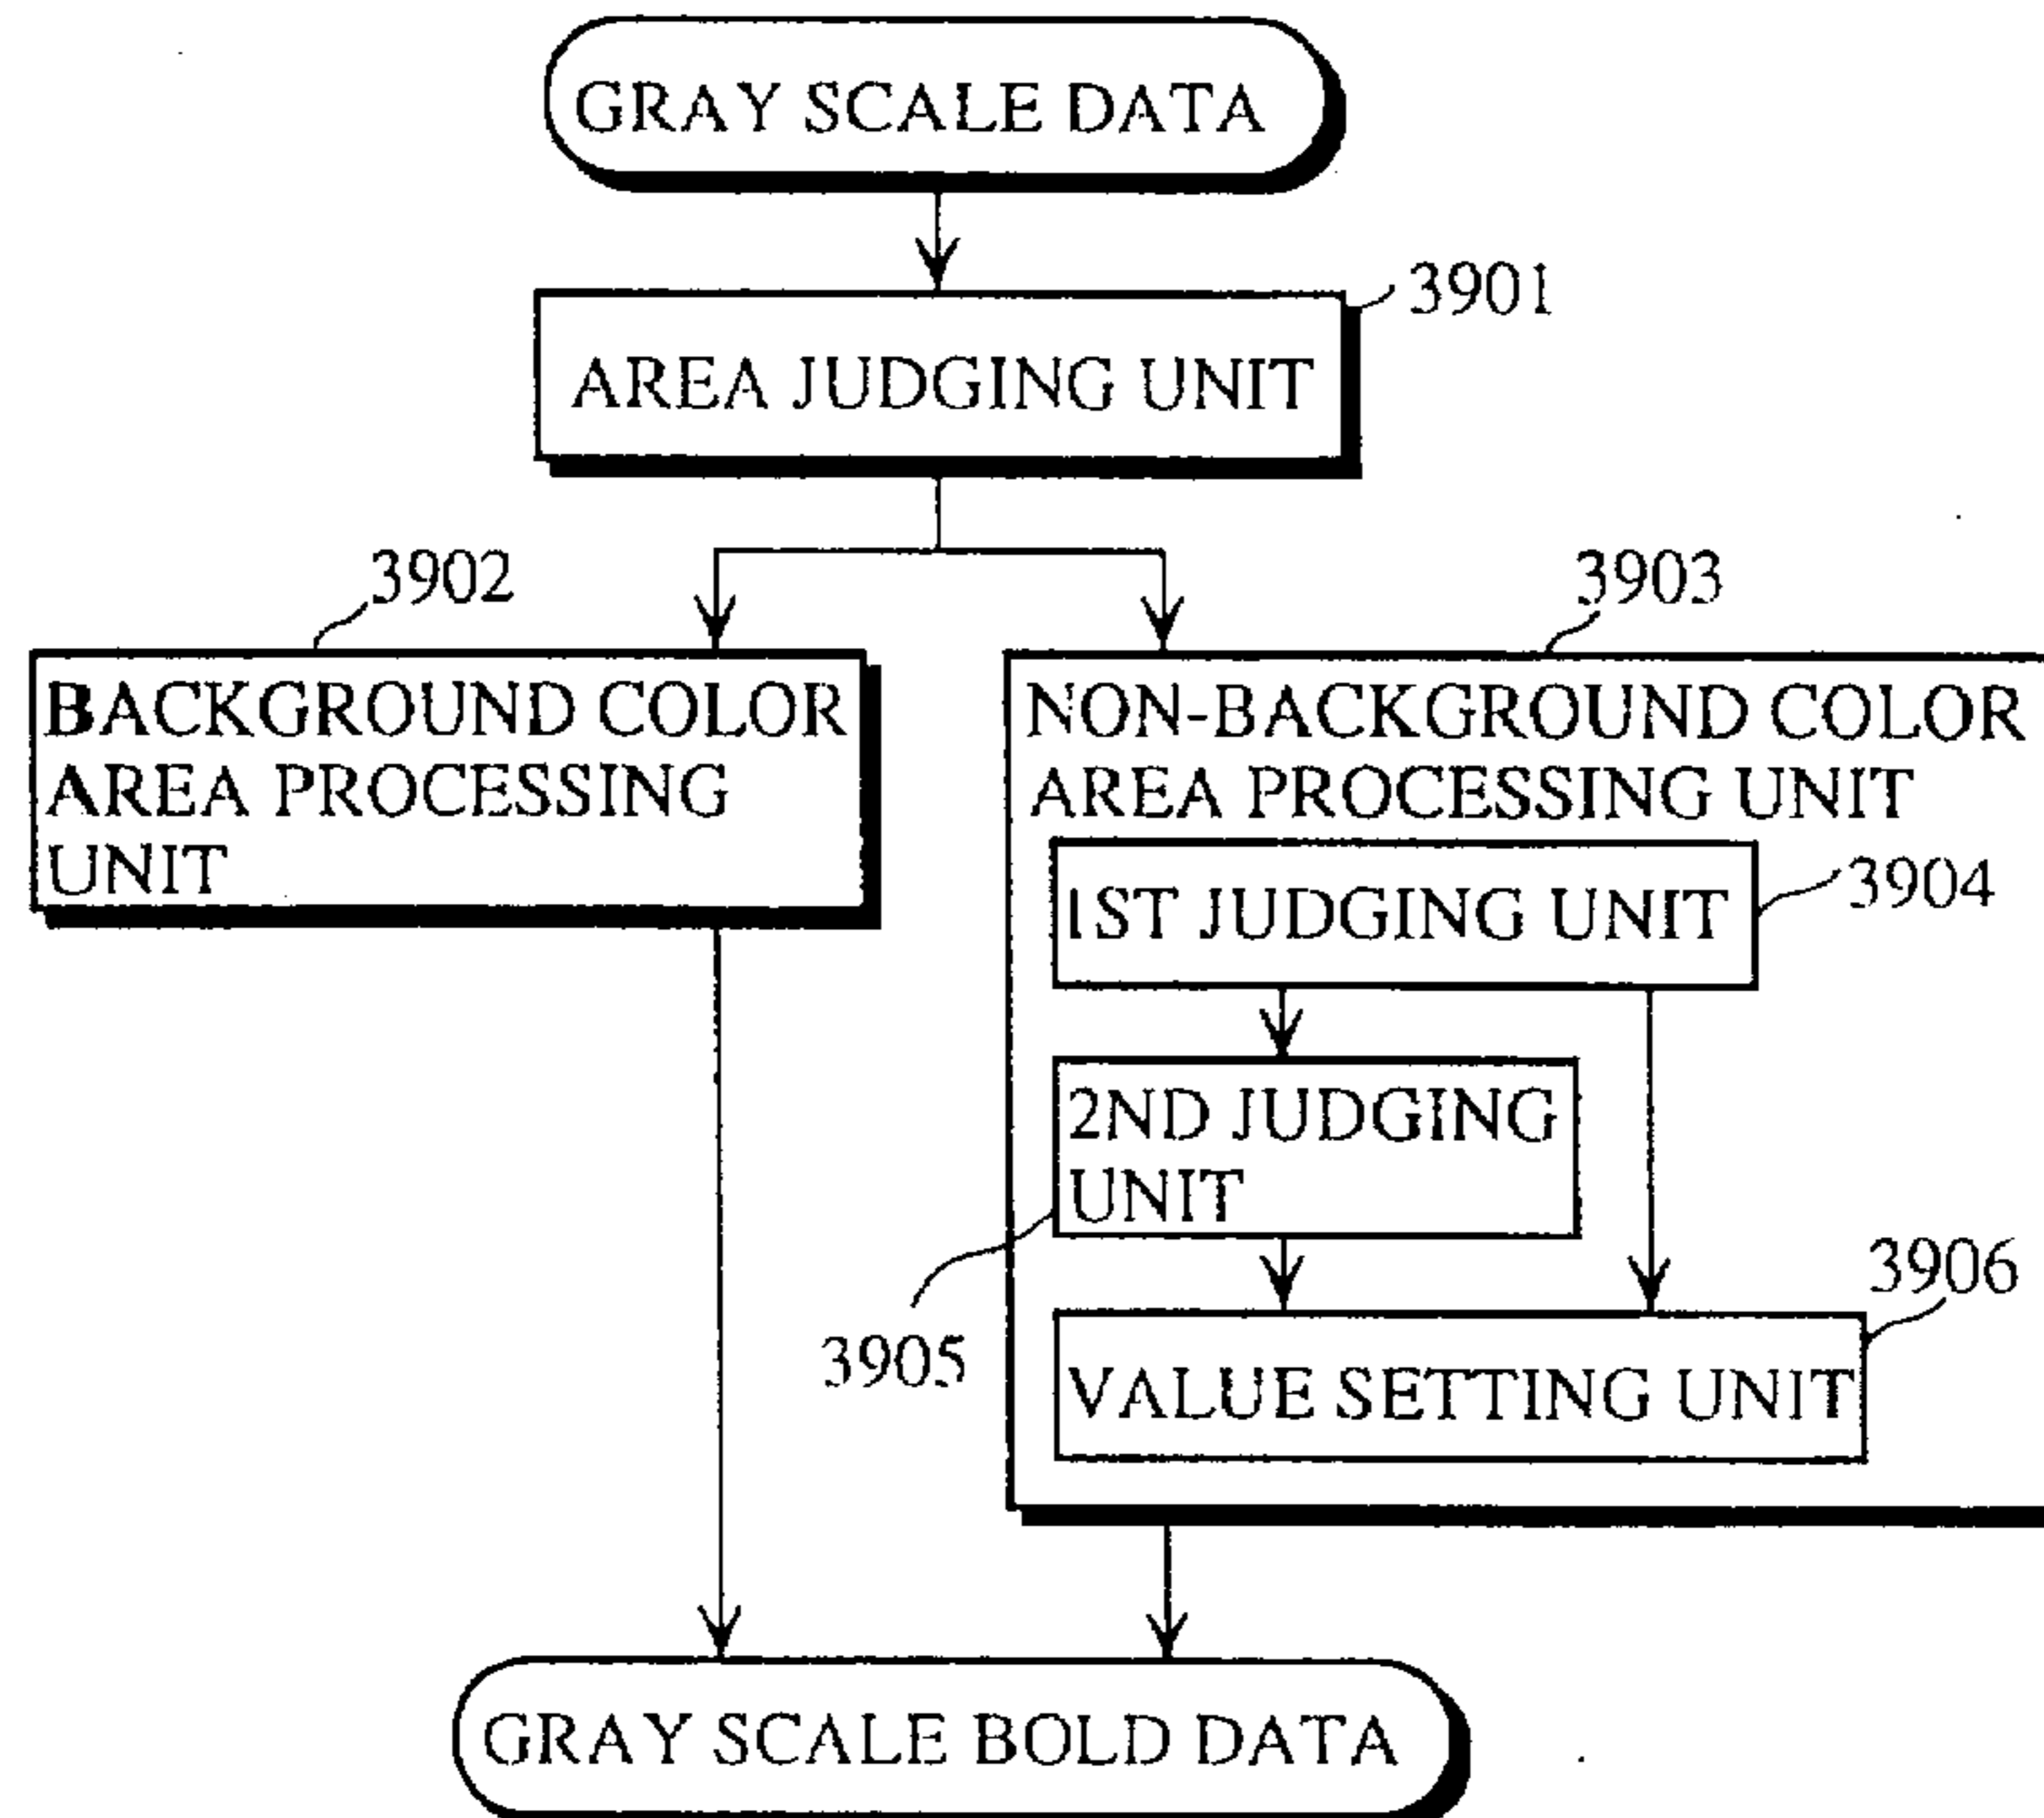 GRAY SCALE DATA
3901
AREA JUDGING UNIT
3902
BACKGROUND COLOR
AREA PROCESSING
UNIT
3903
NON-BACKGROUND COLOR
AREA PROCESSING UNIT
1ST JUDGING UNIT
3904
2ND JUDGING
UNIT
3905
3906
VALUE SETTING UNIT
GRAY SCALE BOLD DATA